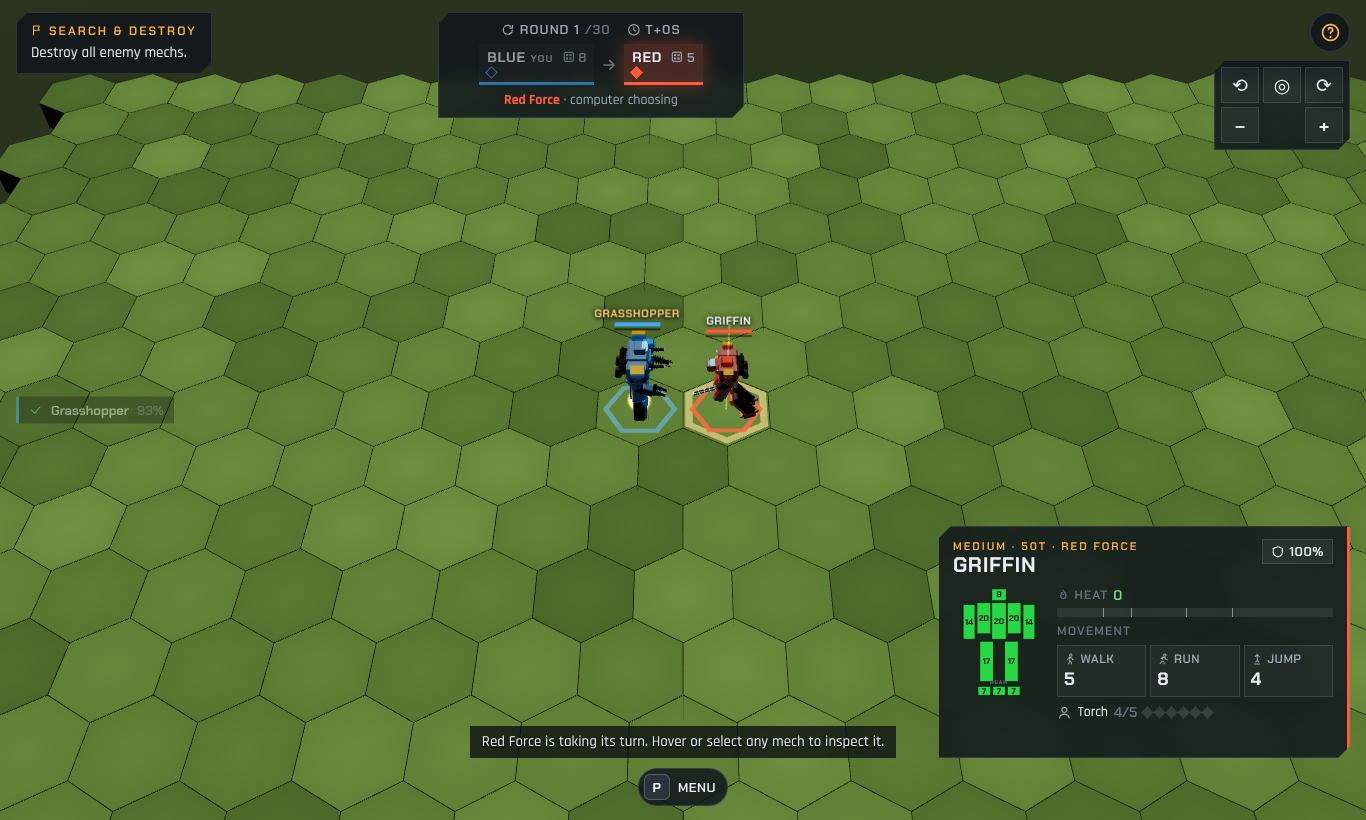 SEARCH & DESTROY
Destroy all enemy mechs.
ROUND 1 /30 T+0S
BLUE YOU 8
RED 5
Red Force · computer choosing
GRASSHOPPER
GRIFFIN
Grasshopper 93%
MEDIUM · 50T · RED FORCE
GRIFFIN
100%
9
14 20 20 20 14
17 17
REAR
7 7 7
HEAT 0
MOVEMENT
WALK RUN JUMP
5 8 4
Torch 4/5
Red Force is taking its turn. Hover or select any mech to inspect it.
P MENU